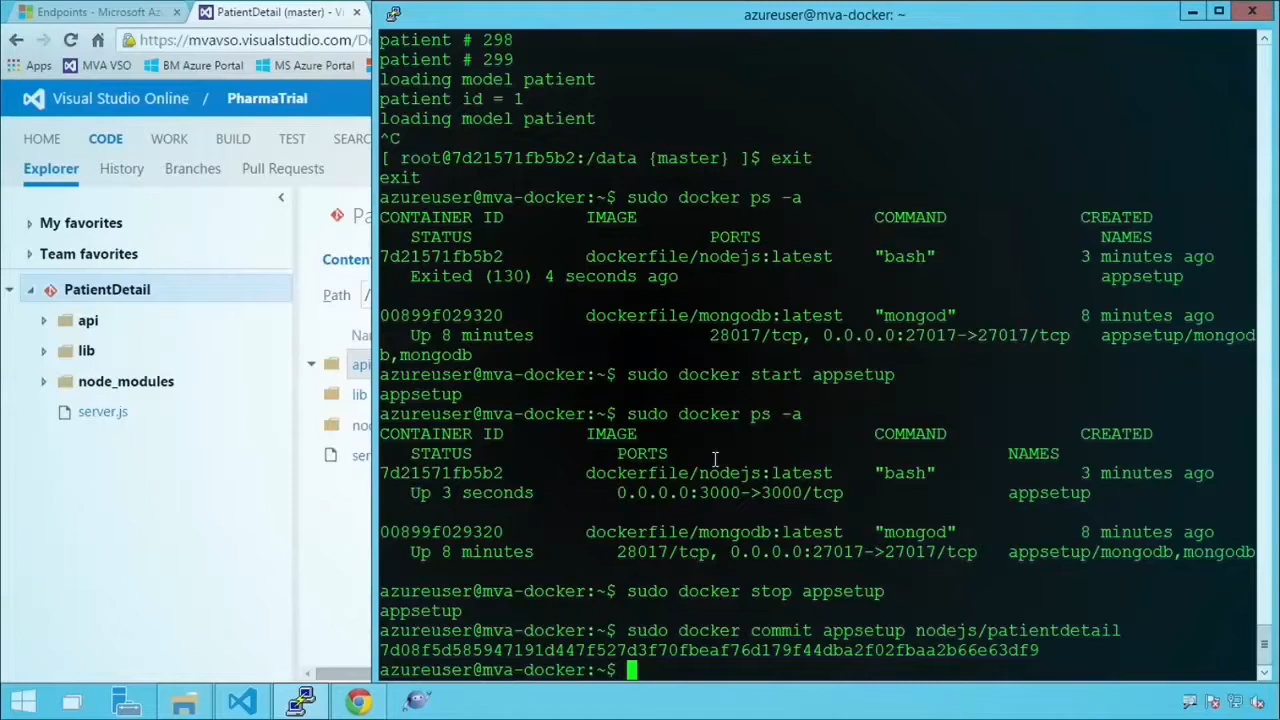 Endpoints - Microsoft Az
PatientDetail (master) - Vi
https://mvavso.visualstudio.com/De
Apps
MVA VSO
BM Azure Portal
MS Azure Portal
Visual Studio Online / PharmaTrial
HOME CODE WORK BUILD TEST SEARC
Explorer History Branches Pull Requests
My favorites
Team favorites
PatientDetail
api
lib
node_modules
server.js
Pa
Conten
Path /
Na
api
lib
no
se
azureuser@mva-docker: ~
patient # 298
patient # 299
loading model patient
patient id = 1
loading model patient
^C
[ root@7d21571fb5b2:/data {master} ]$ exit
exit
azureuser@mva-docker:~$ sudo docker ps -a
CONTAINER ID IMAGE COMMAND CREATED
STATUS PORTS NAMES
7d21571fb5b2 dockerfile/nodejs:latest "bash" 3 minutes ago
Exited (130) 4 seconds ago appsetup
00899f029320 dockerfile/mongodb:latest "mongod" 8 minutes ago
Up 8 minutes 28017/tcp, 0.0.0.0:27017->27017/tcp appsetup/mongod
b,mongodb
azureuser@mva-docker:~$ sudo docker start appsetup
appsetup
azureuser@mva-docker:~$ sudo docker ps -a
CONTAINER ID IMAGE COMMAND CREATED
STATUS PORTS NAMES
7d21571fb5b2 dockerfile/nodejs:latest "bash" 3 minutes ago
Up 3 seconds 0.0.0.0:3000->3000/tcp appsetup
00899f029320 dockerfile/mongodb:latest "mongod" 8 minutes ago
Up 8 minutes 28017/tcp, 0.0.0.0:27017->27017/tcp appsetup/mongodb,mongodb
azureuser@mva-docker:~$ sudo docker stop appsetup
appsetup
azureuser@mva-docker:~$ sudo docker commit appsetup nodejs/patientdetail
7d08f5d585947191d447f527d3f70fbeaf76d179f44dba2f02fbaa2b66e63df9
azureuser@mva-docker:~$